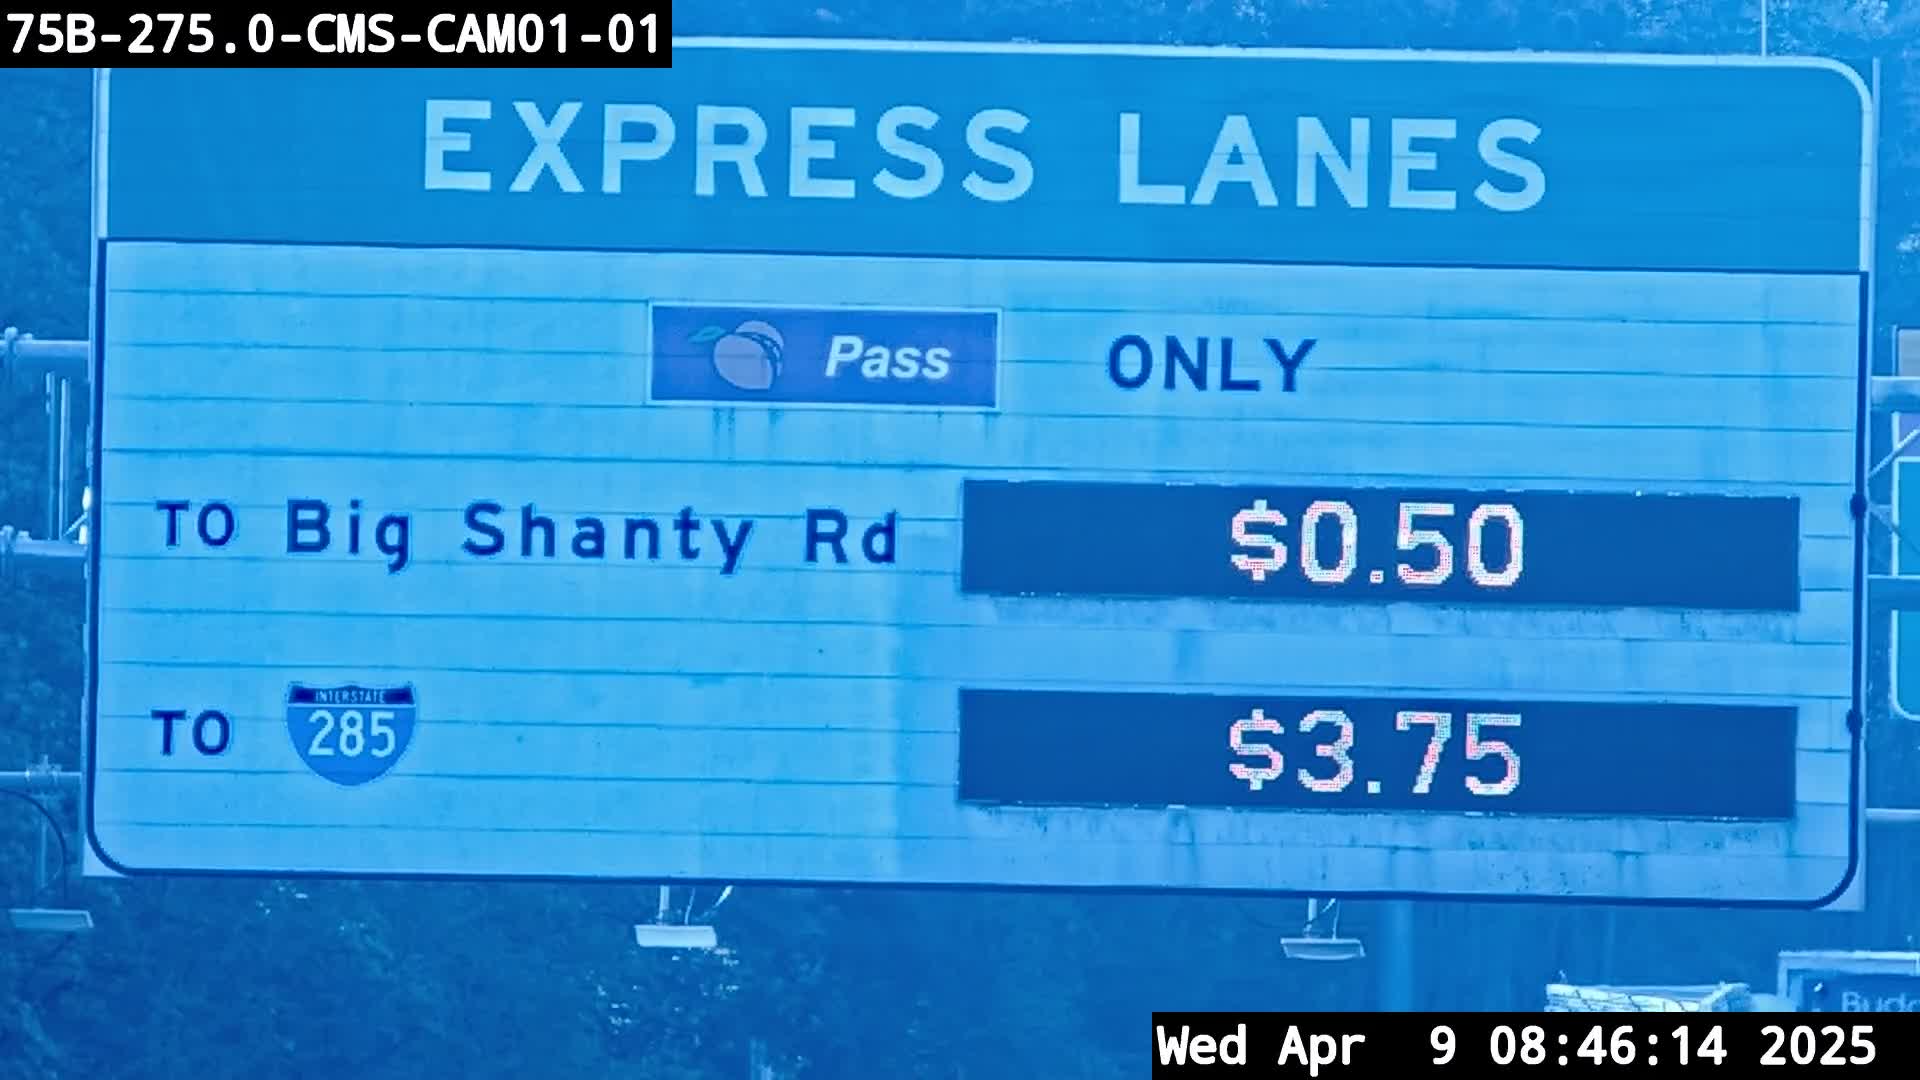 75B-275.0-CMS-CAM01-01
EXPRESS LANES
Pass ONLY
TO Big Shanty Rd $0.50
TO INTERSTATE 285 $3.75
Wed Apr 9 08:46:14 2025